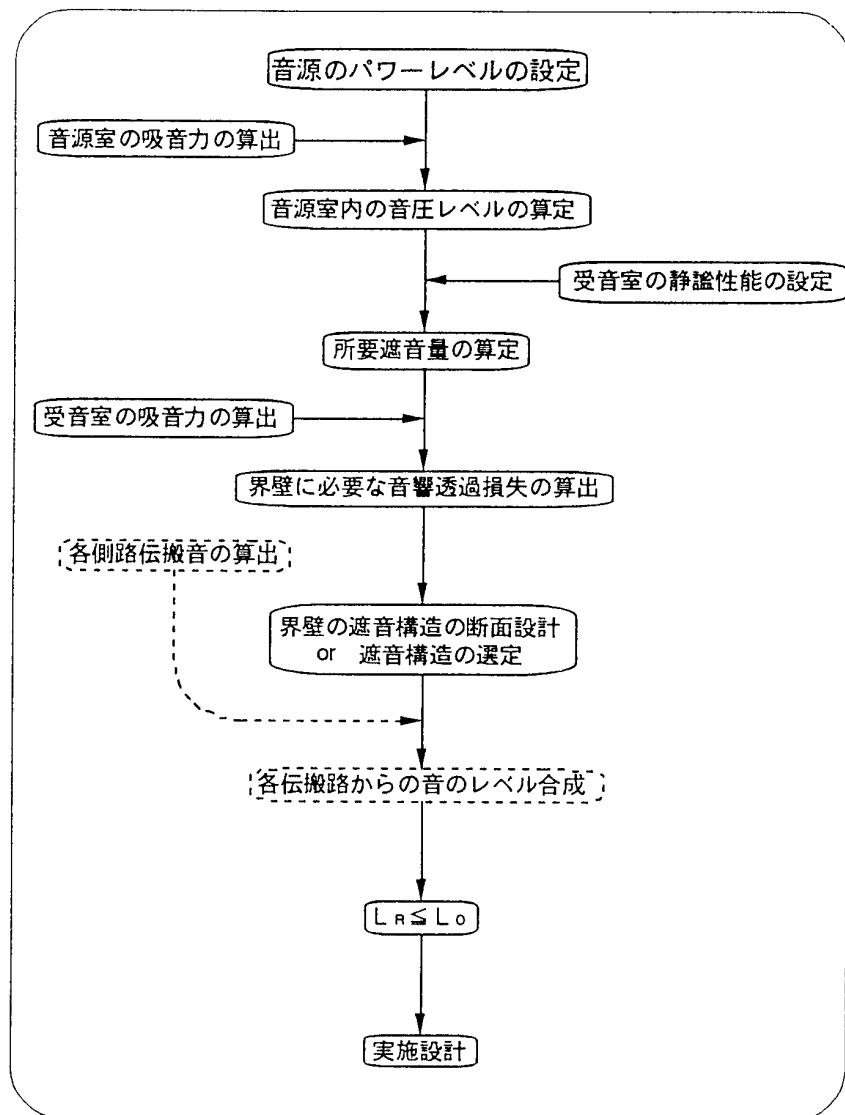 音源のパワーレベルの設定
音源室の吸音力の算出
音源室内の音圧レベルの算定
受音室の静謐性能の設定
所要遮音量の算定
受音室の吸音力の算出
界壁に必要な音響透過損失の算出
各側路伝搬音の算出
界壁の遮音構造の断面設計
or 遮音構造の選定
各伝搬路からの音のレベル合成
LR≦LO
実施設計